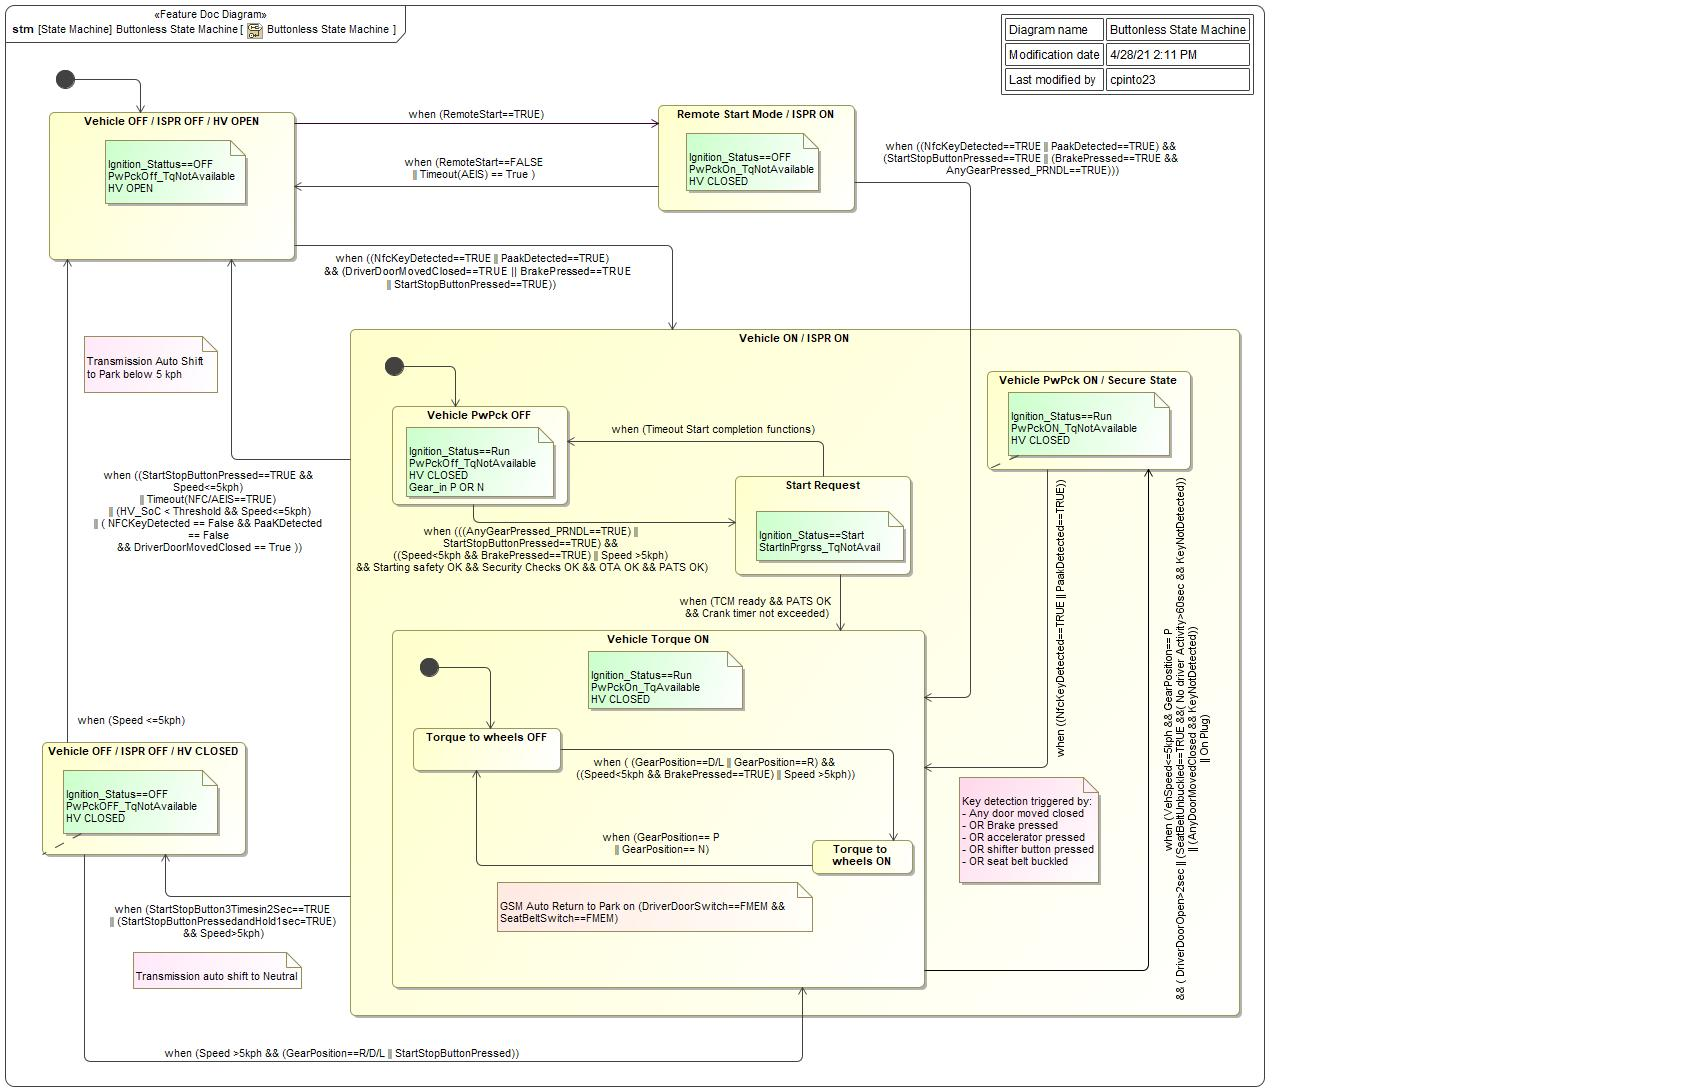 «Feature Doc Diagram»
stm [State Machine] Buttonless State Machine [ Buttonless State Machine ]
Diagram name Buttonless State Machine
Modification date 4/28/21 2:11 PM
Last modified by cpinto23
Vehicle OFF / ISPR OFF / HV OPEN
Ignition_Stattus==OFF
PwPckOff_TqNotAvailable
HV OPEN
when (RemoteStart==TRUE)
when (RemoteStart==FALSE
|| Timeout(AEIS) == True )
Remote Start Mode / ISPR ON
Ignition_Status==OFF
PwPckOn_TqNotAvailable
HV CLOSED
when ((NfcKeyDetected==TRUE || PaakDetected==TRUE) &&
(StartStopButtonPressed==TRUE || (BrakePressed==TRUE &&
AnyGearPressed_PRNDL==TRUE)))
when ((NfcKeyDetected==TRUE || PaakDetected==TRUE)
&& (DriverDoorMovedClosed==TRUE || BrakePressed==TRUE
|| StartStopButtonPressed==TRUE))
Transmission Auto Shift
to Park below 5 kph
when ((StartStopButtonPressed==TRUE &&
Speed<=5kph)
|| Timeout(NFC/AEIS==TRUE)
|| (HV_SoC < Threshold && Speed<=5kph)
|| ( NFCKeyDetected == False && PaaKDetected
== False
&& DriverDoorMovedClosed == True ))
Vehicle ON / ISPR ON
Vehicle PwPck OFF
Ignition_Status==Run
PwPckOff_TqNotAvailable
HV CLOSED
Gear_in P OR N
when (Timeout Start completion functions)
Start Request
Ignition_Status==Start
StartInPrgrss_TqNotAvail
when (((AnyGearPressed_PRNDL==TRUE) ||
StartStopButtonPressed==TRUE) &&
((Speed<5kph && BrakePressed==TRUE) || Speed >5kph)
&& Starting safety OK && Security Checks OK && OTA OK && PATS OK)
when (TCM ready && PATS OK
&& Crank timer not exceeded)
Vehicle PwPck ON / Secure State
Ignition_Status==Run
PwPckON_TqNotAvailable
HV CLOSED
when ((NfcKeyDetected==TRUE || PaakDetected==TRUE))
when (VehSpeed<=5kph && GearPosition== P
&& ( DriverDoorOpen>2sec || (SeatBeltUnbuckled==TRUE &&( No driver Activity>60sec && KeyNotDetected))
|| (AnyDoorMovedClosed && KeyNotDetected))
|| On Plug)
Vehicle Torque ON
Ignition_Status==Run
PwPckOn_TqAvailable
HV CLOSED
Torque to wheels OFF
when ( (GearPosition==D/L || GearPosition==R) &&
((Speed<5kph && BrakePressed==TRUE) || Speed >5kph))
when (GearPosition== P
|| GearPosition== N)
Torque to
wheels ON
GSM Auto Return to Park on (DriverDoorSwitch==FMEM &&
SeatBeltSwitch==FMEM)
Key detection triggered by:
- Any door moved closed
- OR Brake pressed
- OR accelerator pressed
- OR shifter button pressed
- OR seat belt buckled
when (Speed <=5kph)
Vehicle OFF / ISPR OFF / HV CLOSED
Ignition_Status==OFF
PwPckOFF_TqNotAvailable
HV CLOSED
when (StartStopButton3Timesin2Sec==TRUE
|| (StartStopButtonPressedandHold1sec=TRUE)
&& Speed>5kph)
Transmission auto shift to Neutral
when (Speed >5kph && (GearPosition==R/D/L || StartStopButtonPressed))